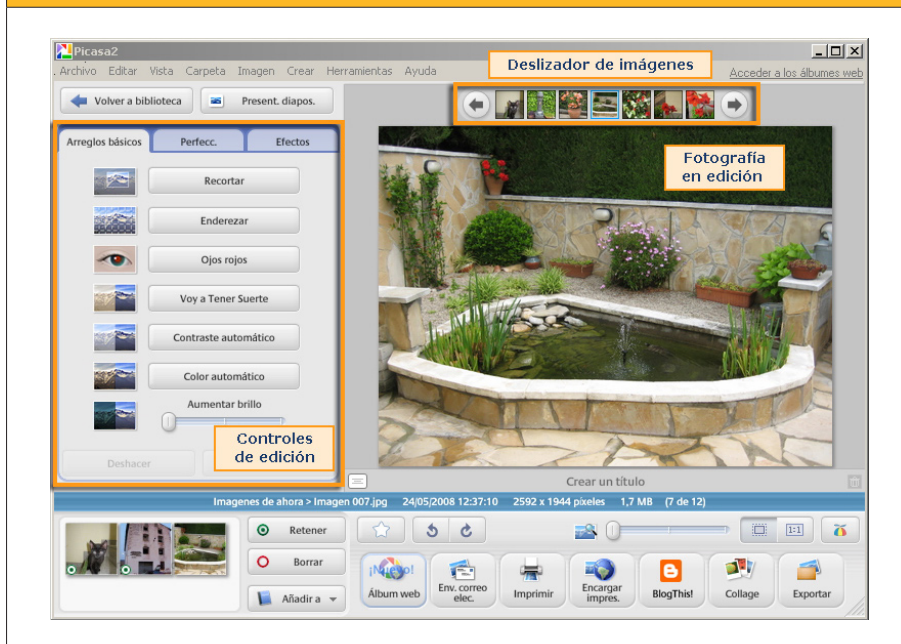 Picasa2
Archivo Editar Vista Carpeta Imagen Crear Herramientas Ayuda
Deslizador de imágenes
Acceder a los álbumes web
Volver a biblioteca
Present. diapos.
Arreglos básicos
Perfecc.
Efectos
Fotografía
en edición
Recortar
Enderezar
Ojos rojos
Voy a Tener Suerte
Contraste automático
Color automático
Aumentar brillo
Controles
de edición
Deshacer
Crear un título
Imagenes de ahora > Imagen 007.jpg 24/05/2008 12:37:10 2592 x 1944 píxeles 1,7 MB (7 de 12)
Retener
Borrar
Añadir a
1:1
¡Nuevo!
Álbum web
Env. correo
elec.
Imprimir
Encargar
impres.
BlogThis!
Collage
Exportar